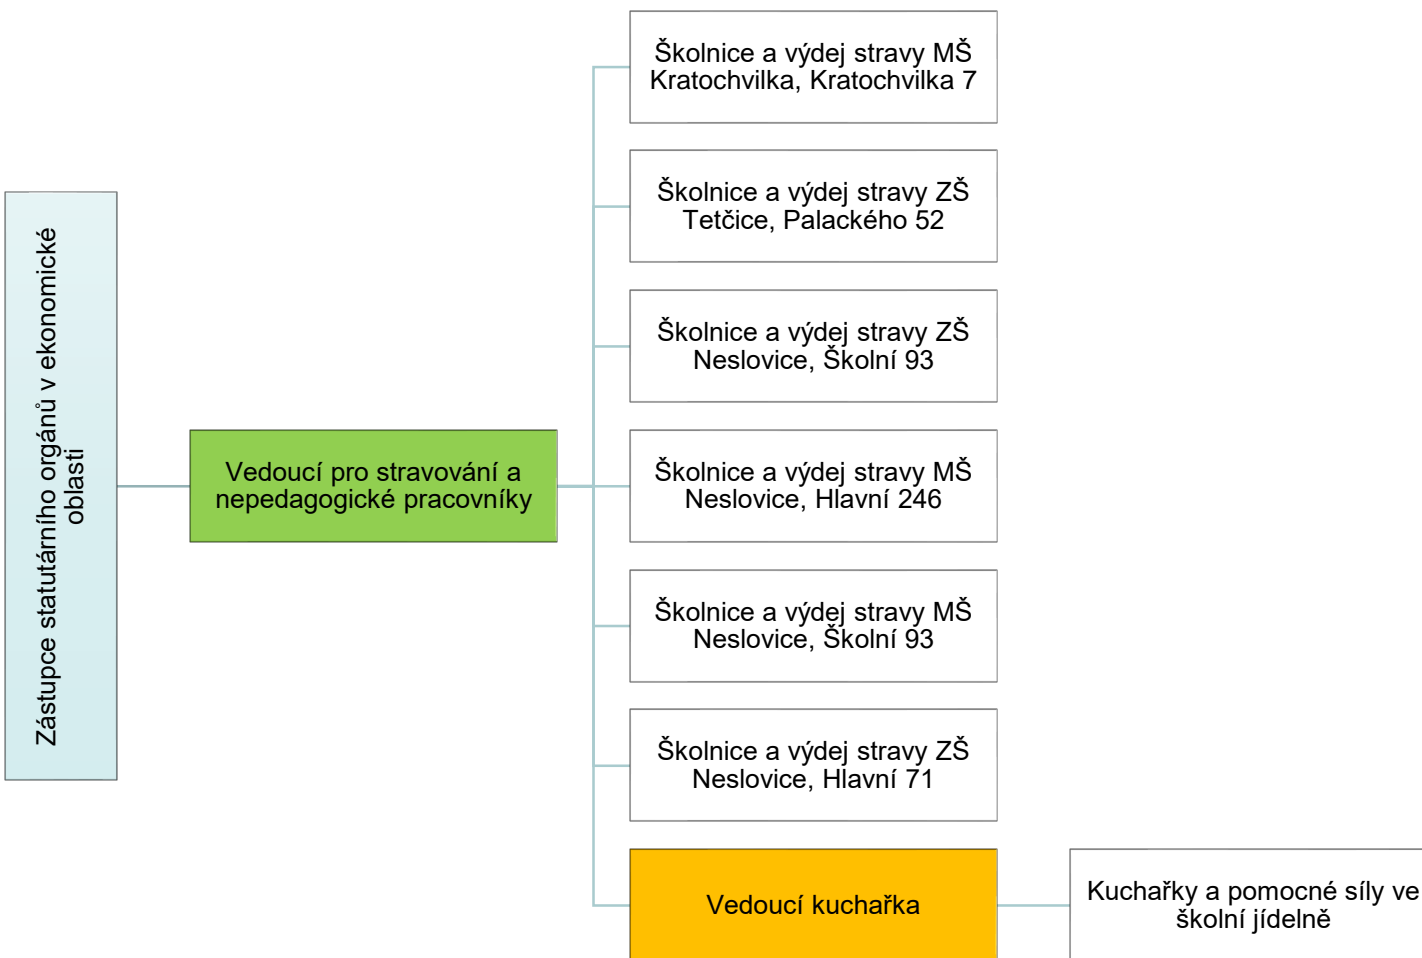 Zástupce statutárního orgánů v ekonomické
oblasti
Vedoucí pro stravování a
nepedagogické pracovníky
Školnice a výdej stravy MŠ
Kratochvilka, Kratochvilka 7
Školnice a výdej stravy ZŠ
Tetčice, Palackého 52
Školnice a výdej stravy ZŠ
Neslovice, Školní 93
Školnice a výdej stravy MŠ
Neslovice, Hlavní 246
Školnice a výdej stravy MŠ
Neslovice, Školní 93
Školnice a výdej stravy ZŠ
Neslovice, Hlavní 71
Vedoucí kuchařka
Kuchařky a pomocné síly ve
školní jídelně